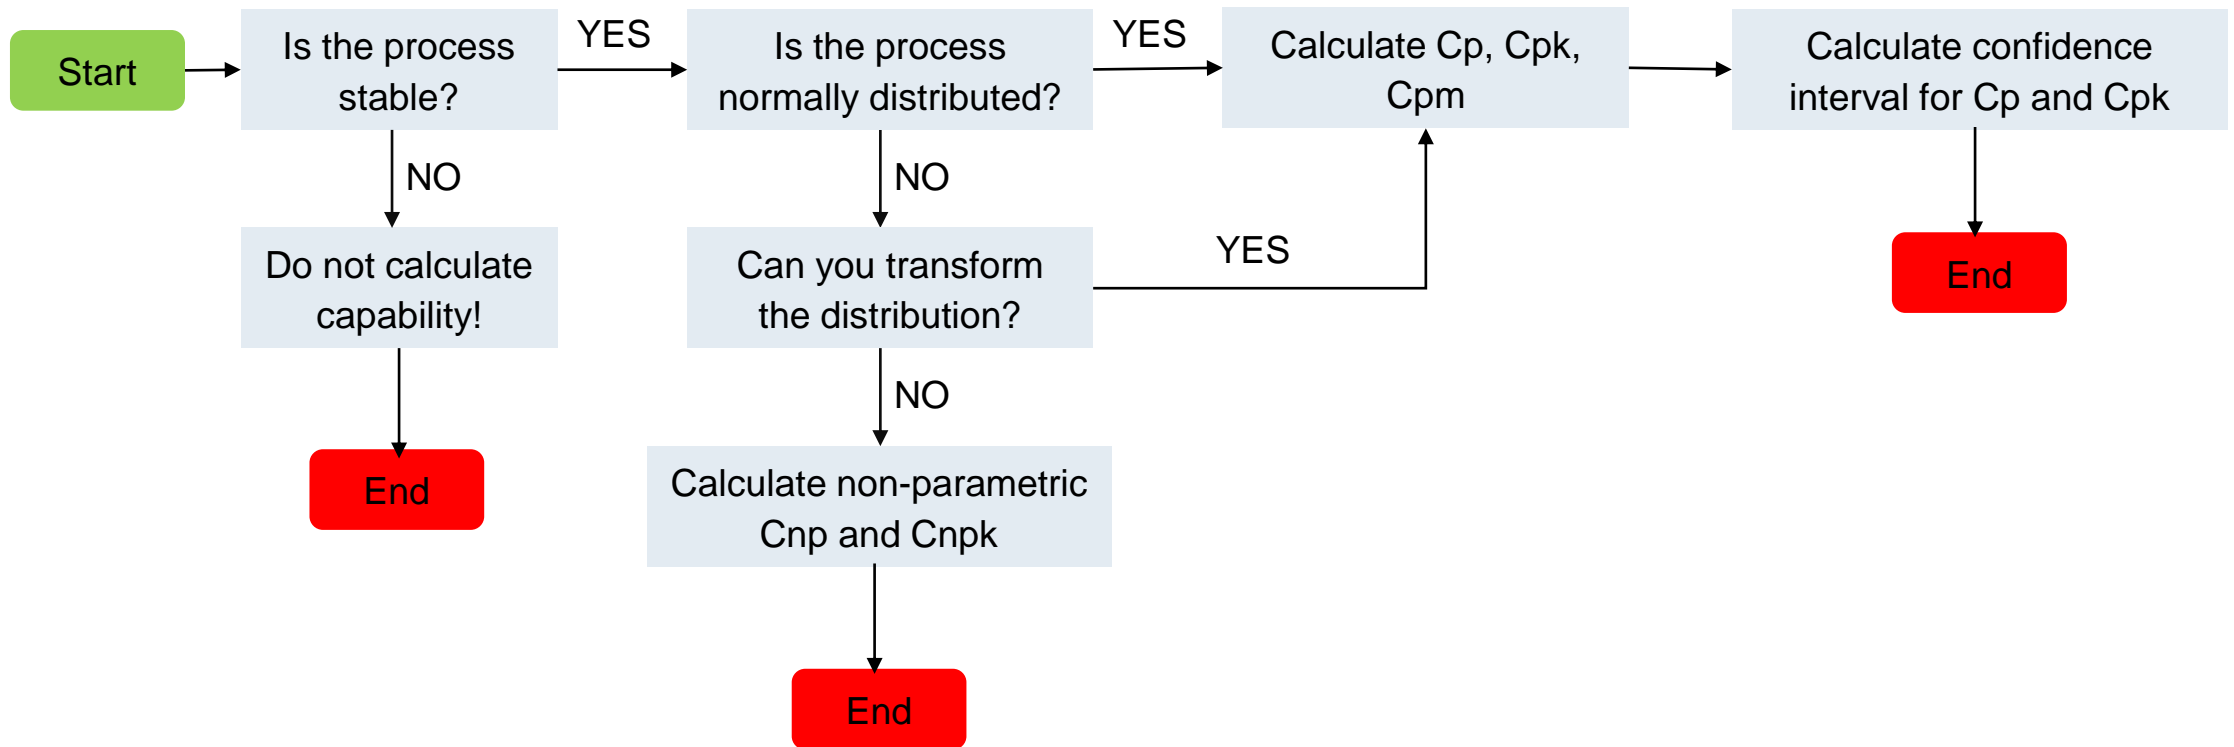 Start
Is the process
stable?
YES
Is the process
normally distributed?
YES
Calculate Cp, Cpk,
Cpm
Calculate confidence
interval for Cp and Cpk
NO
NO
Do not calculate
capability!
Can you transform
the distribution?
YES
End
NO
End
Calculate non-parametric
Cnp and Cnpk
End